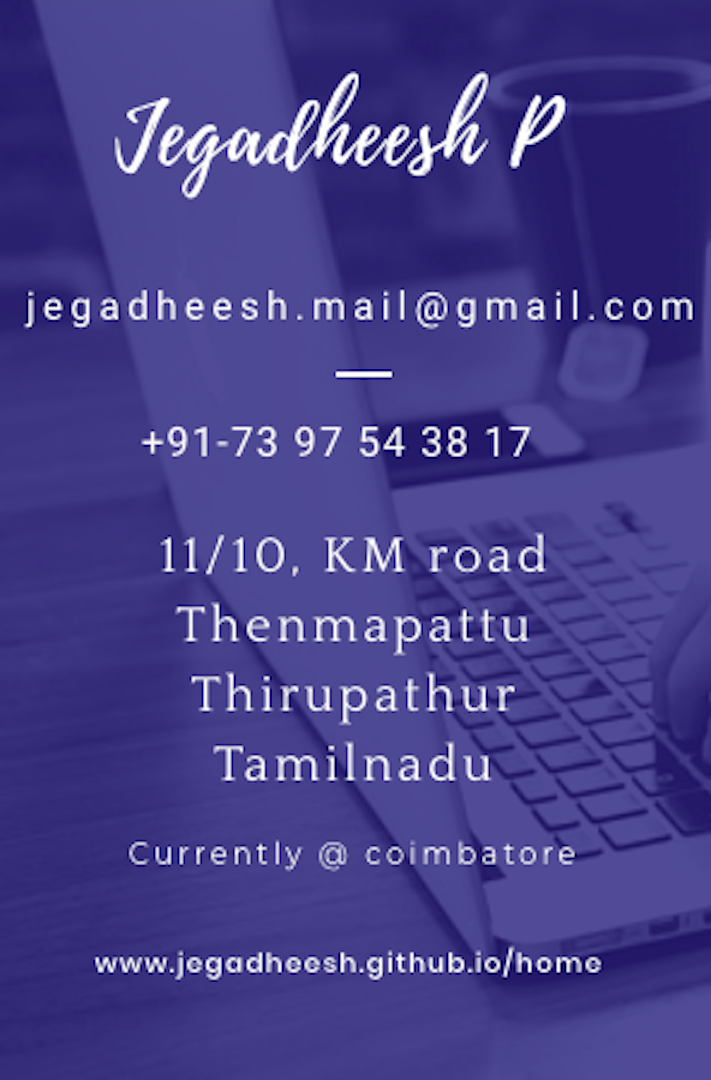 Jegadheesh P
jegadheesh.mail@gmail.com
+91-73 97 54 38 17
11/10, KM road
Thenmapattu
Thirupathur
Tamilnadu
Currently @ coimbatore
www.jegadheesh.github.io/home